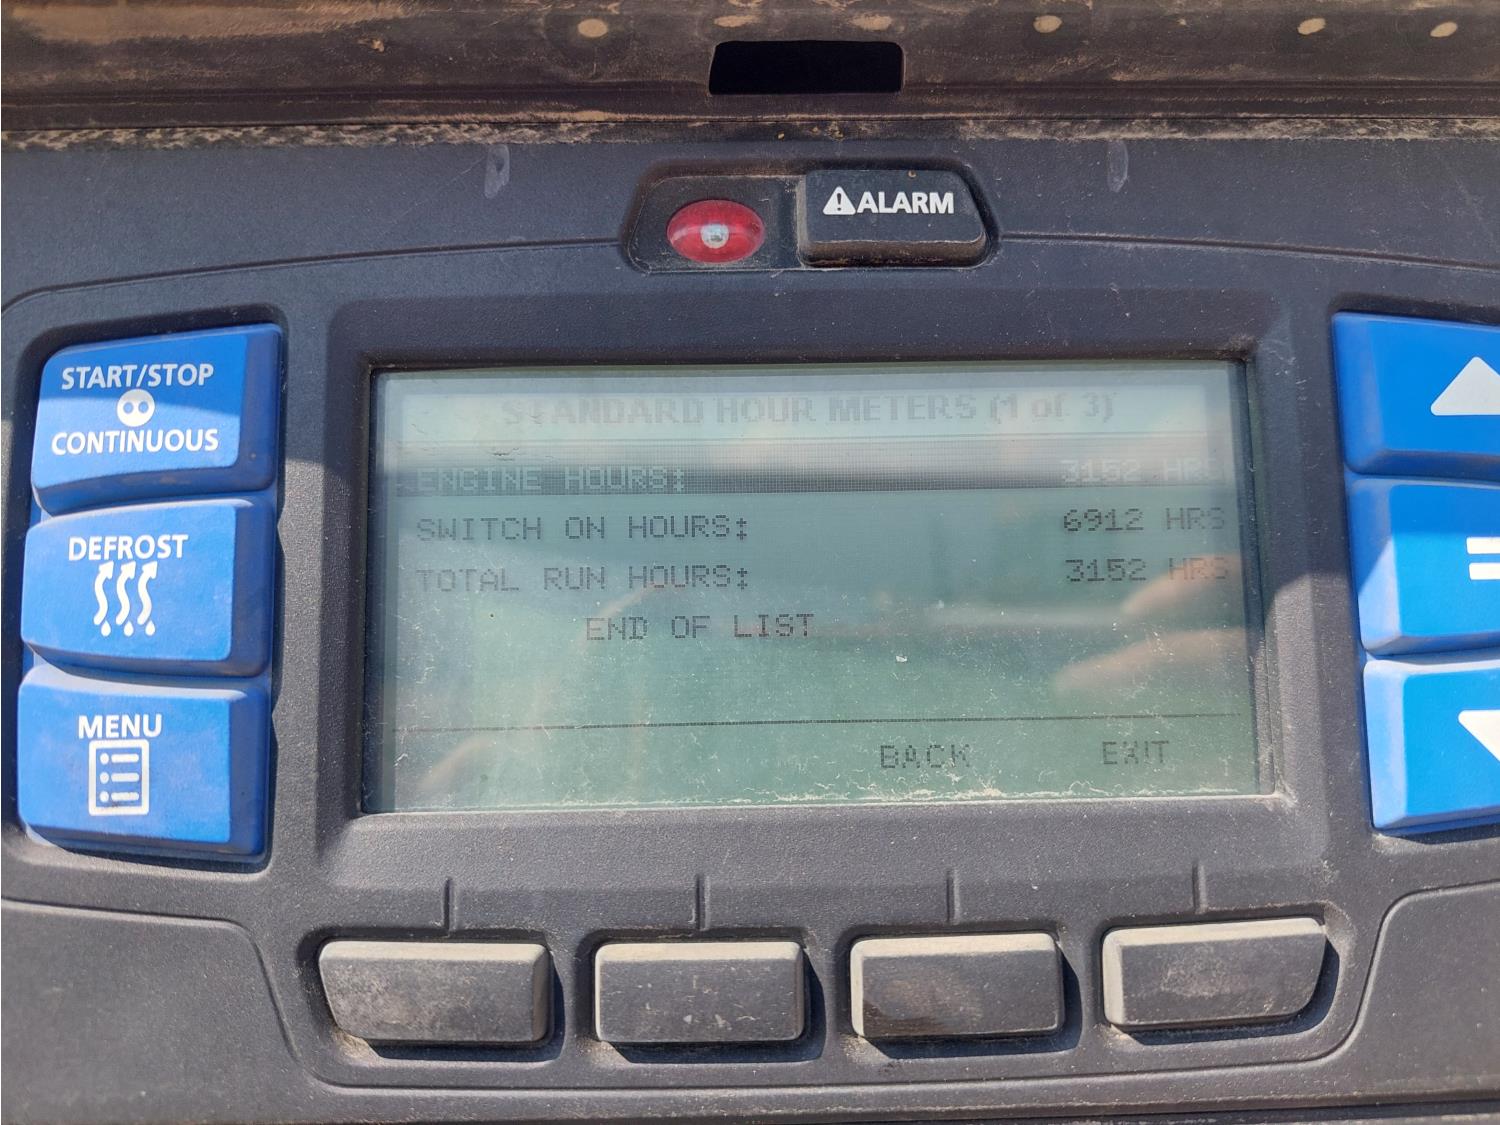 ALARM
START/STOP
CONTINUOUS
DEFROST
MENU
STANDARD HOUR METERS (1 of 3)
ENGINE HOURS: 3152 HRS
SWITCH ON HOURS: 6912 HRS
TOTAL RUN HOURS: 3152 HRS
END OF LIST
BACK EXIT